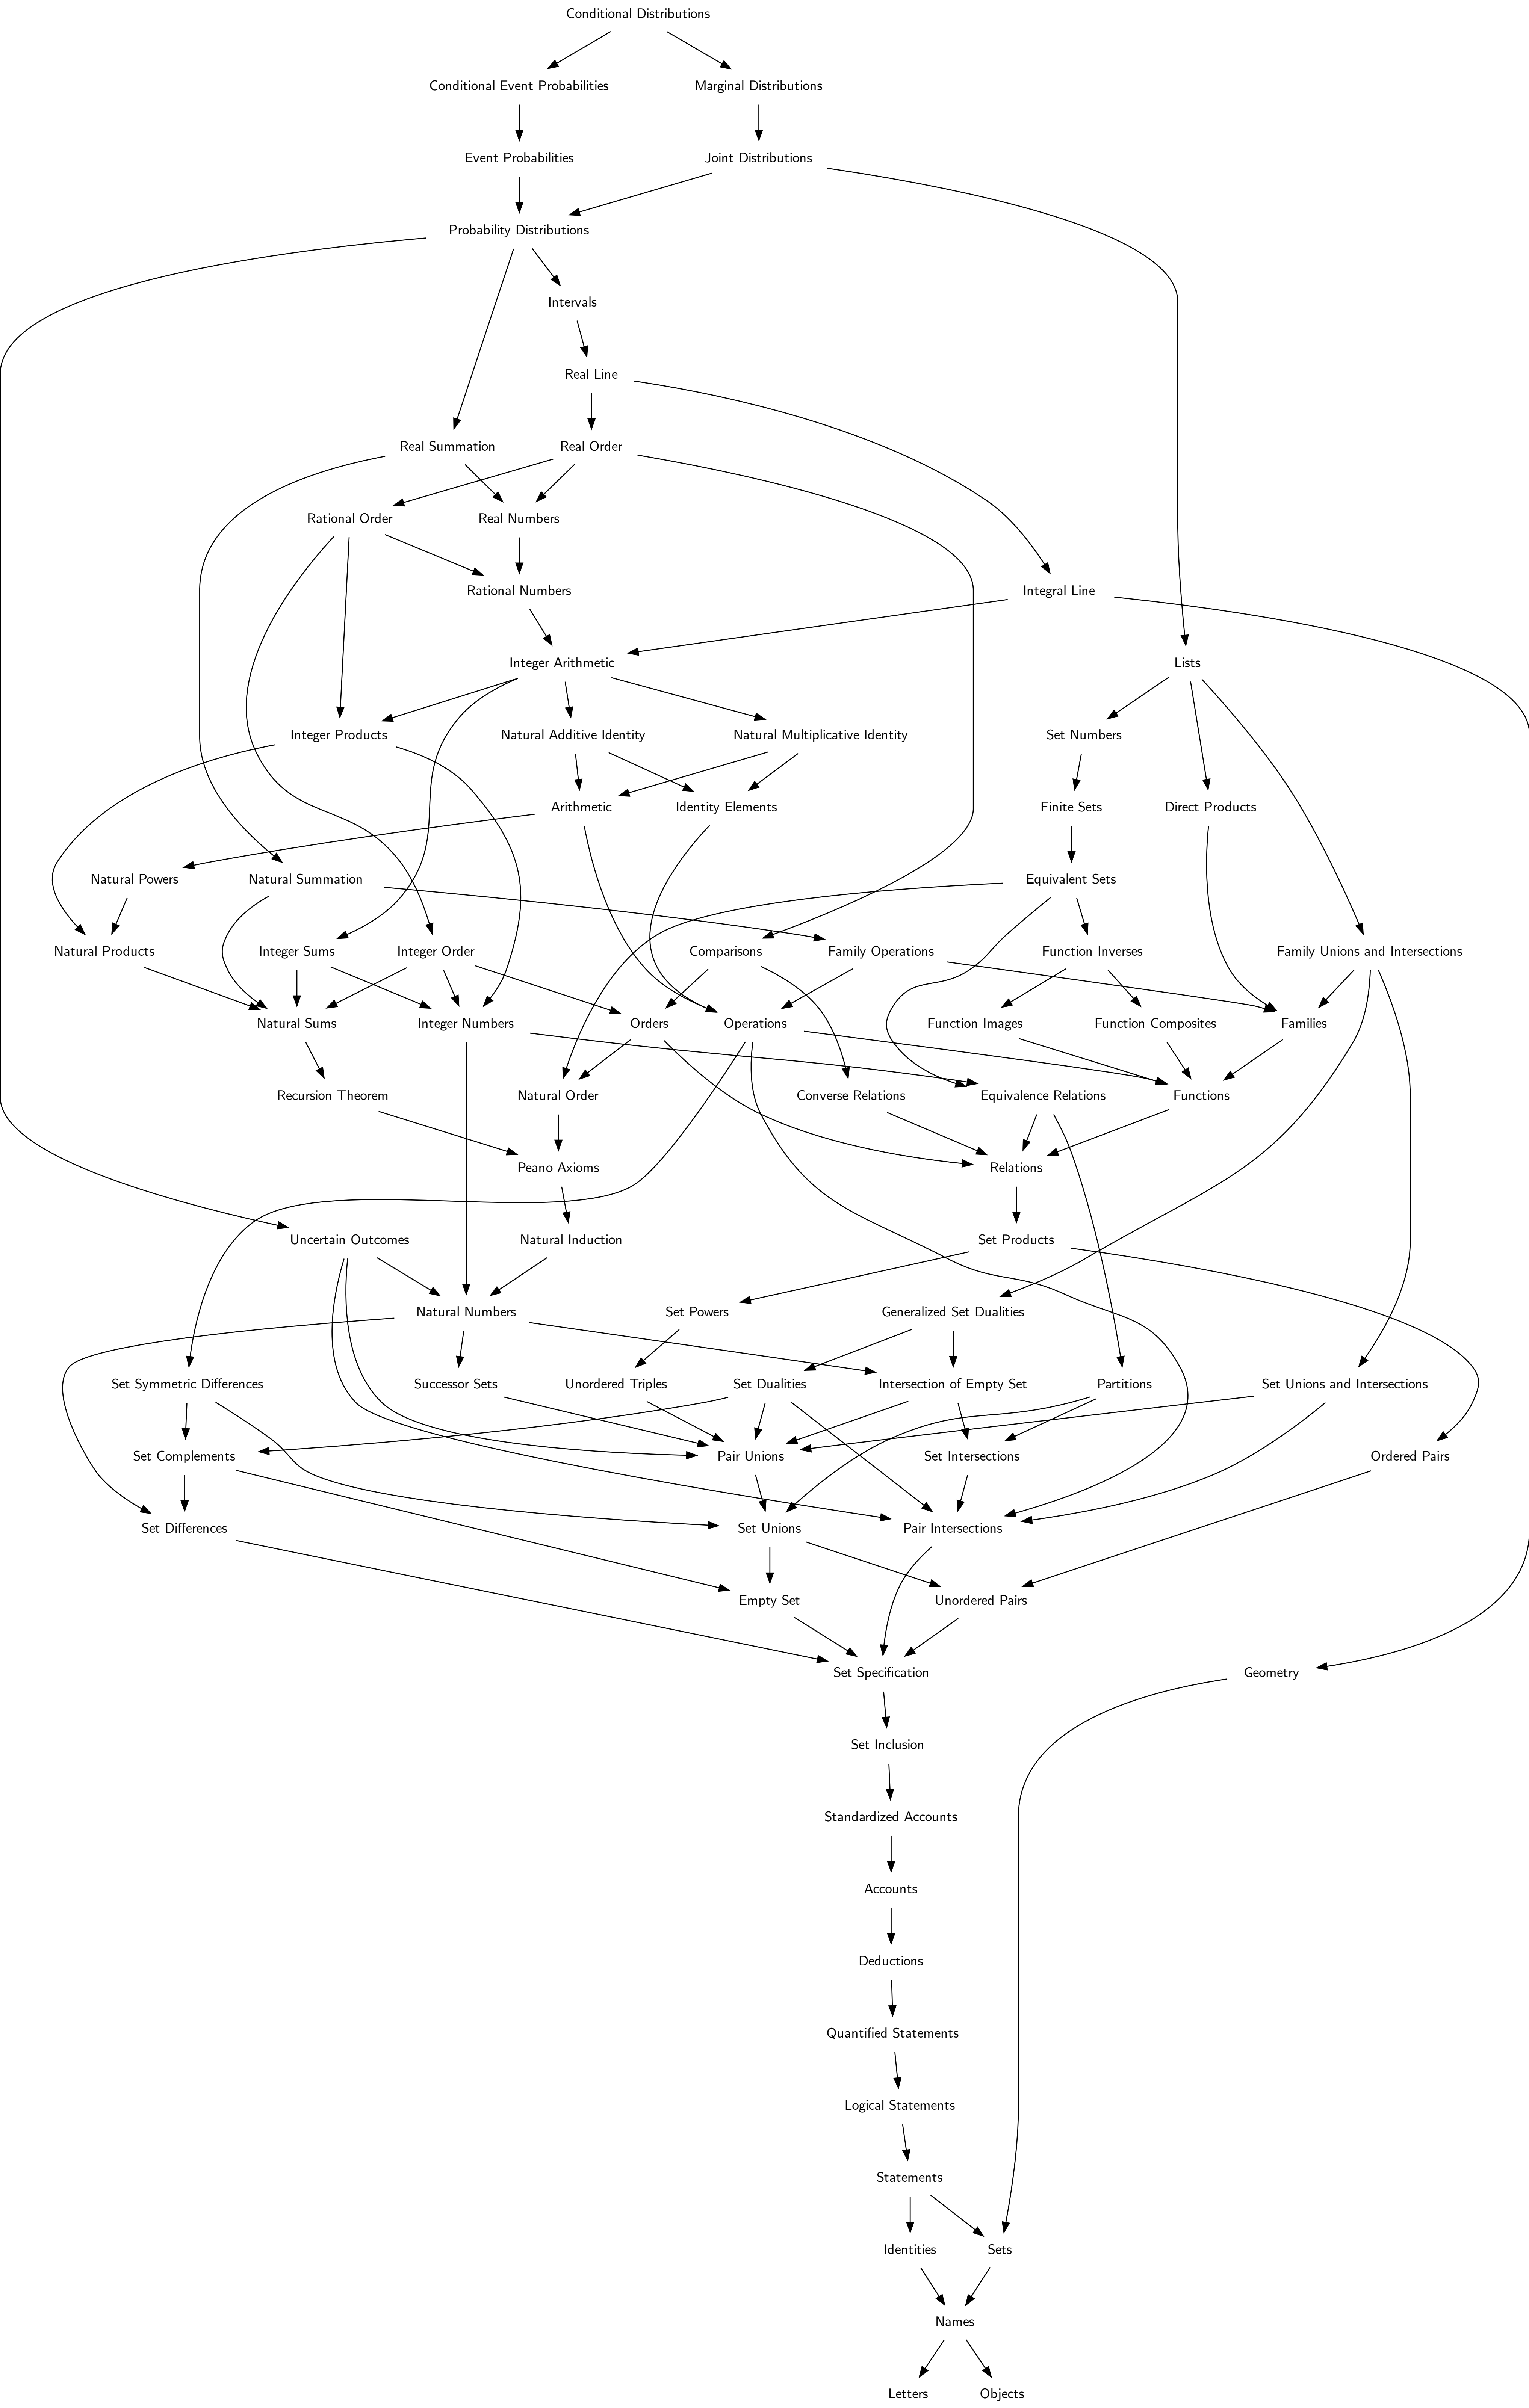 Conditional Distributions
Conditional Event Probabilities
Marginal Distributions
Event Probabilities
Joint Distributions
Probability Distributions
Intervals
Real Line
Real Summation
Real Order
Rational Order
Real Numbers
Rational Numbers
Integral Line
Integer Arithmetic
Lists
Integer Products
Natural Additive Identity
Natural Multiplicative Identity
Set Numbers
Arithmetic
Identity Elements
Finite Sets
Direct Products
Natural Powers
Natural Summation
Equivalent Sets
Natural Products
Integer Sums
Integer Order
Comparisons
Family Operations
Function Inverses
Family Unions and Intersections
Natural Sums
Integer Numbers
Orders
Operations
Function Images
Function Composites
Families
Recursion Theorem
Natural Order
Converse Relations
Equivalence Relations
Functions
Peano Axioms
Relations
Uncertain Outcomes
Natural Induction
Set Products
Natural Numbers
Set Powers
Generalized Set Dualities
Set Symmetric Differences
Successor Sets
Unordered Triples
Set Dualities
Intersection of Empty Set
Partitions
Set Unions and Intersections
Set Complements
Pair Unions
Set Intersections
Ordered Pairs
Set Differences
Set Unions
Pair Intersections
Empty Set
Unordered Pairs
Set Specification
Geometry
Set Inclusion
Standardized Accounts
Accounts
Deductions
Quantified Statements
Logical Statements
Statements
Identities
Sets
Names
Letters
Objects